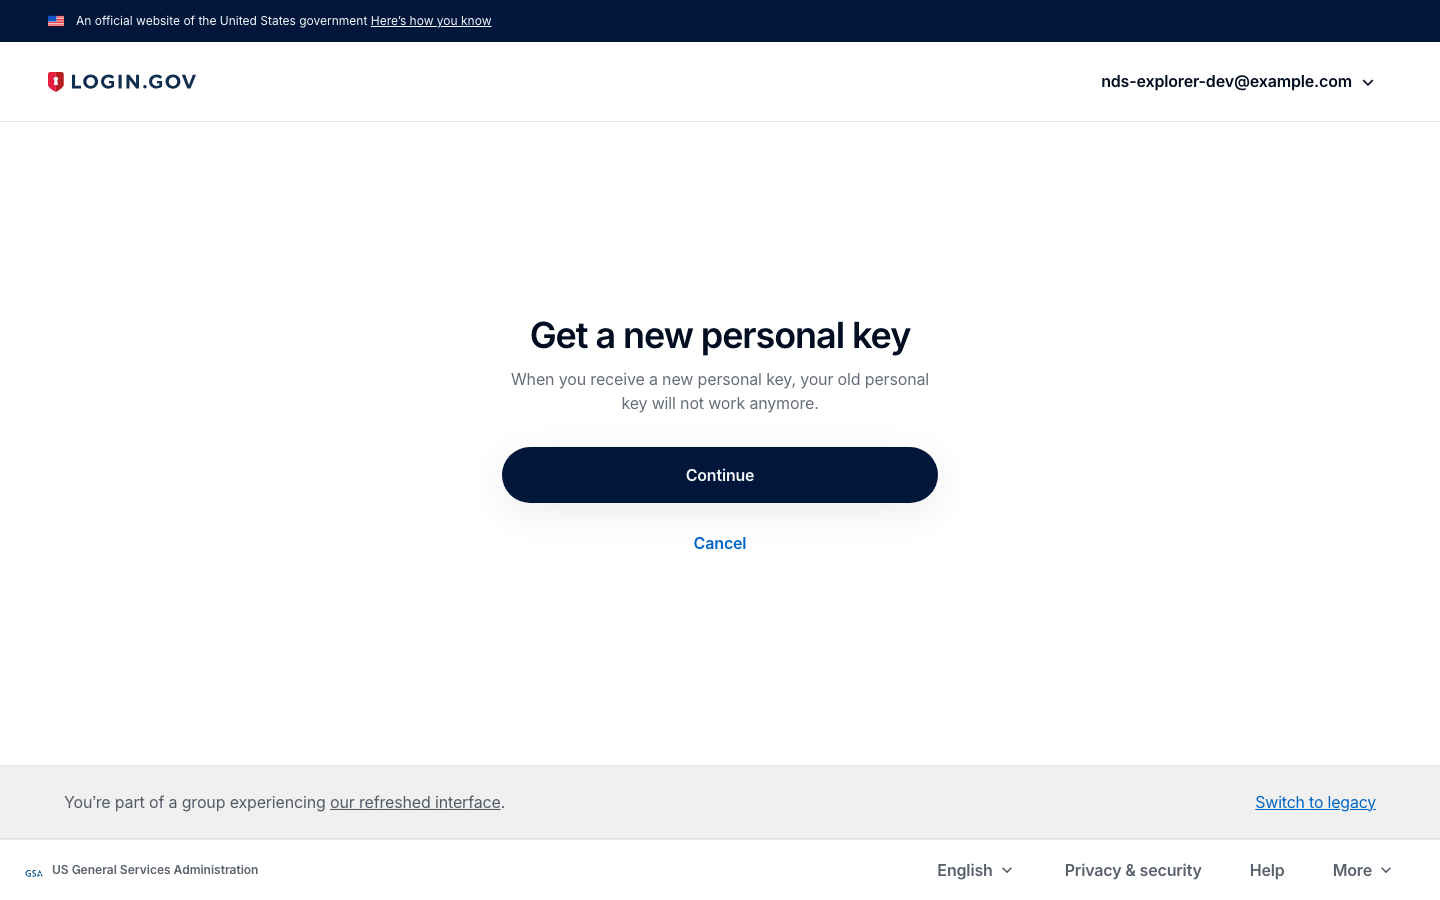 An official website of the United States government Here's how you know
LOGIN.GOV
nds-explorer-dev@example.com
Get a new personal key
When you receive a new personal key, your old personal
key will not work anymore.
Continue
Cancel
You're part of a group experiencing our refreshed interface.
Switch to legacy
GSA US General Services Administration
English
Privacy & security
Help
More